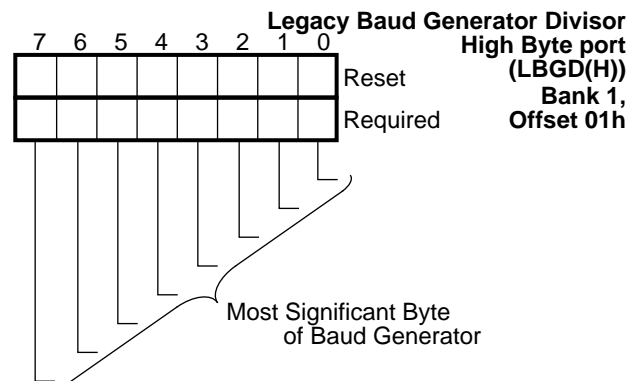 Legacy Baud Generator Divisor
High Byte port
(LBGD(H))
Bank 1,
Offset 01h
7 6 5 4 3 2 1 0
Reset
Required
Most Significant Byte
of Baud Generator